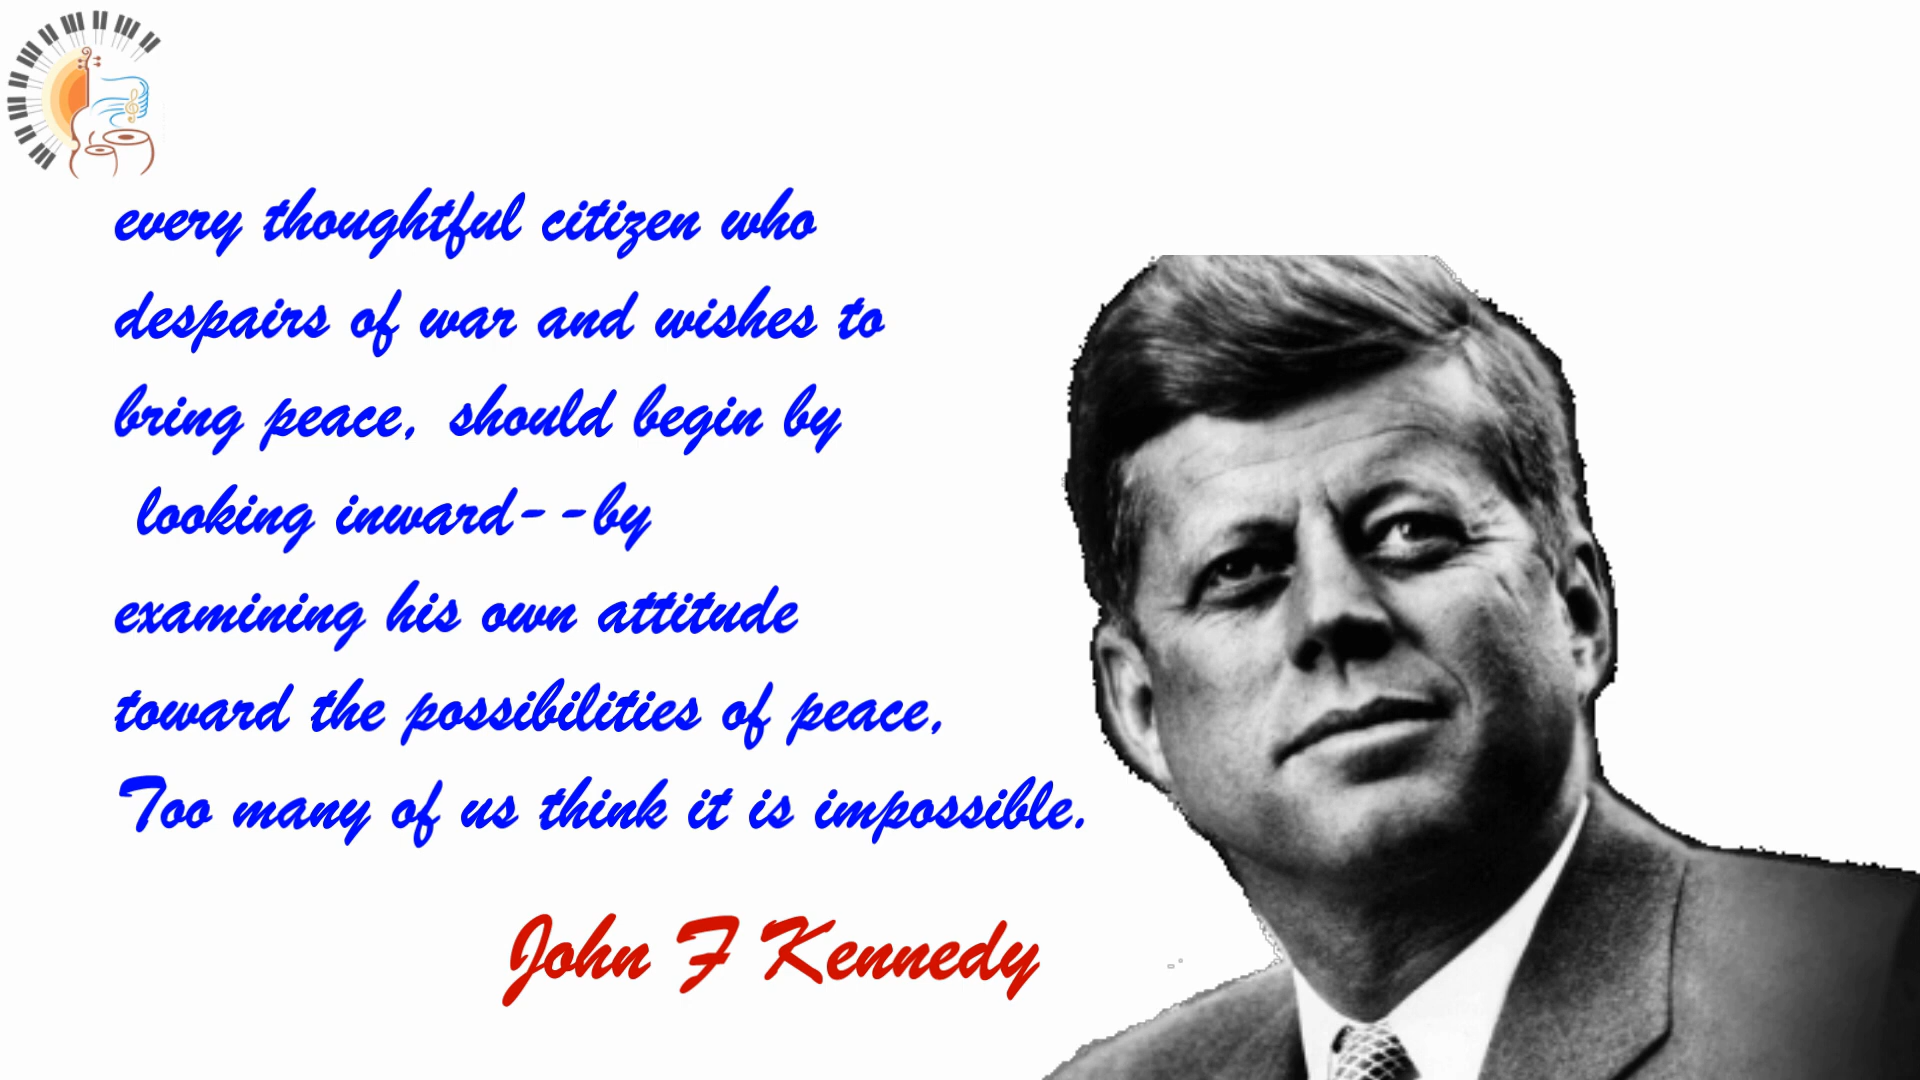 every thoughtful citizen who
despairs of war and wishes to
bring peace, should begin by
looking inward--by
examining his own attitude
toward the possibilities of peace,
Too many of us think it is impossible.
John F Kennedy